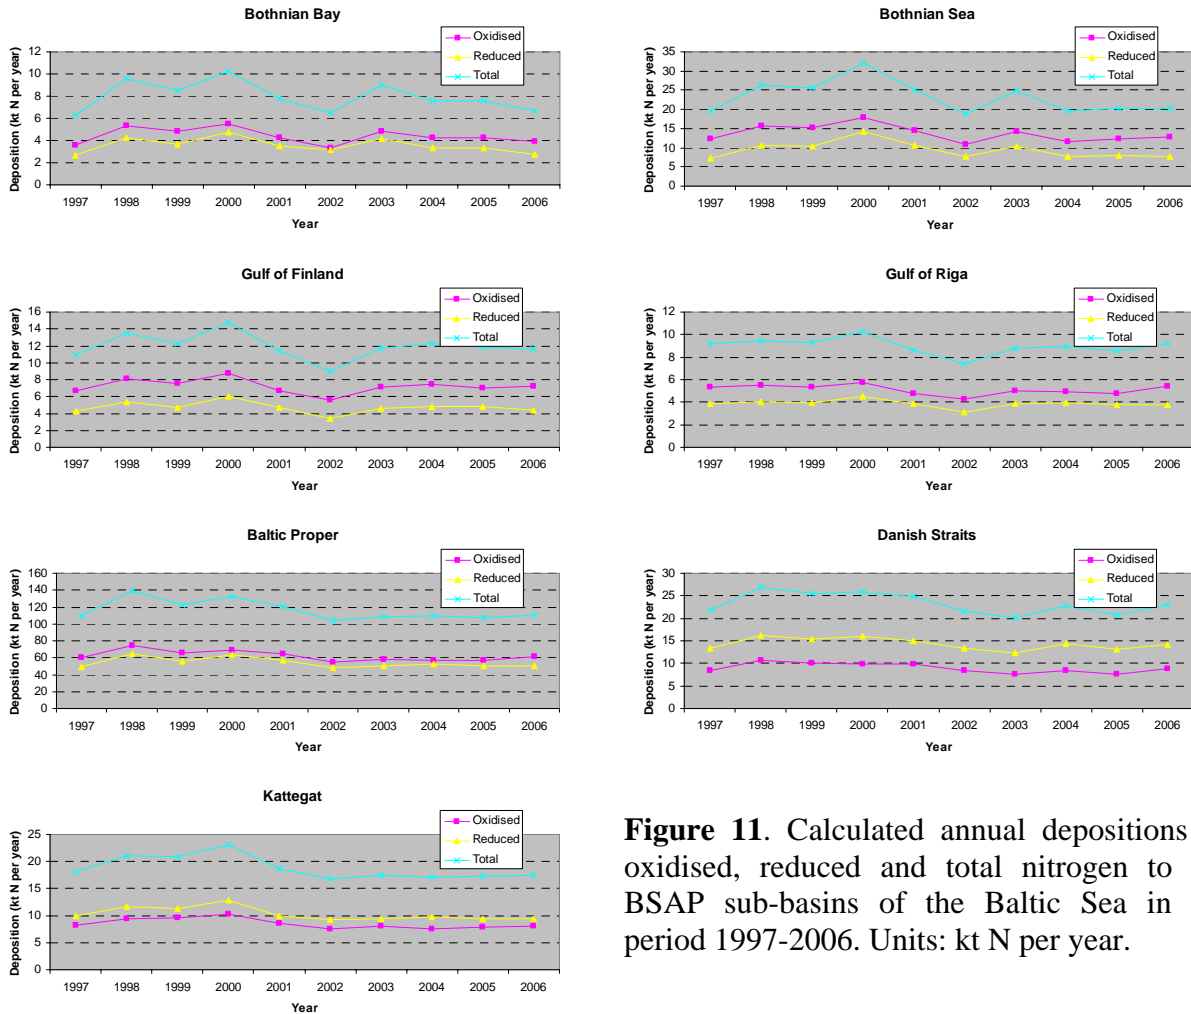 Bothnian Bay
Deposition (kt N per year)
12
10
8
6
4
2
0
1997 1998 1999 2000 2001 2002 2003 2004 2005 2006
Year
Oxidised
Reduced
Total
Bothnian Sea
Deposition (kt N per year)
35
30
25
20
15
10
5
0
1997 1998 1999 2000 2001 2002 2003 2004 2005 2006
Year
Oxidised
Reduced
Total
Gulf of Finland
Deposition (kt N per year)
16
14
12
10
8
6
4
2
0
1997 1998 1999 2000 2001 2002 2003 2004 2005 2006
Year
Oxidised
Reduced
Total
Gulf of Riga
Deposition (kt N per year)
12
10
8
6
4
2
0
1997 1998 1999 2000 2001 2002 2003 2004 2005 2006
Year
Oxidised
Reduced
Total
Baltic Proper
Deposition (kt N per year)
160
140
120
100
80
60
40
20
0
1997 1998 1999 2000 2001 2002 2003 2004 2005 2006
Year
Oxidised
Reduced
Total
Danish Straits
Deposition (kt N per year)
30
25
20
15
10
5
0
1997 1998 1999 2000 2001 2002 2003 2004 2005 2006
Year
Oxidised
Reduced
Total
Kattegat
Deposition (kt N per year)
25
20
15
10
5
0
1997 1998 1999 2000 2001 2002 2003 2004 2005 2006
Year
Oxidised
Reduced
Total
Figure 11. Calculated annual depositions
oxidised, reduced and total nitrogen to
BSAP sub-basins of the Baltic Sea in
period 1997-2006. Units: kt N per year.